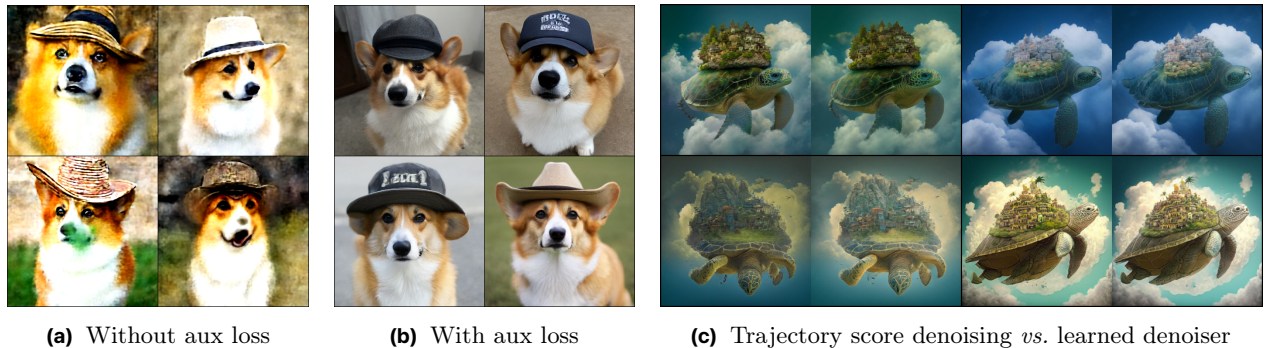 (a) Without aux loss
(b) With aux loss
(c) Trajectory score denoising vs. learned denoiser